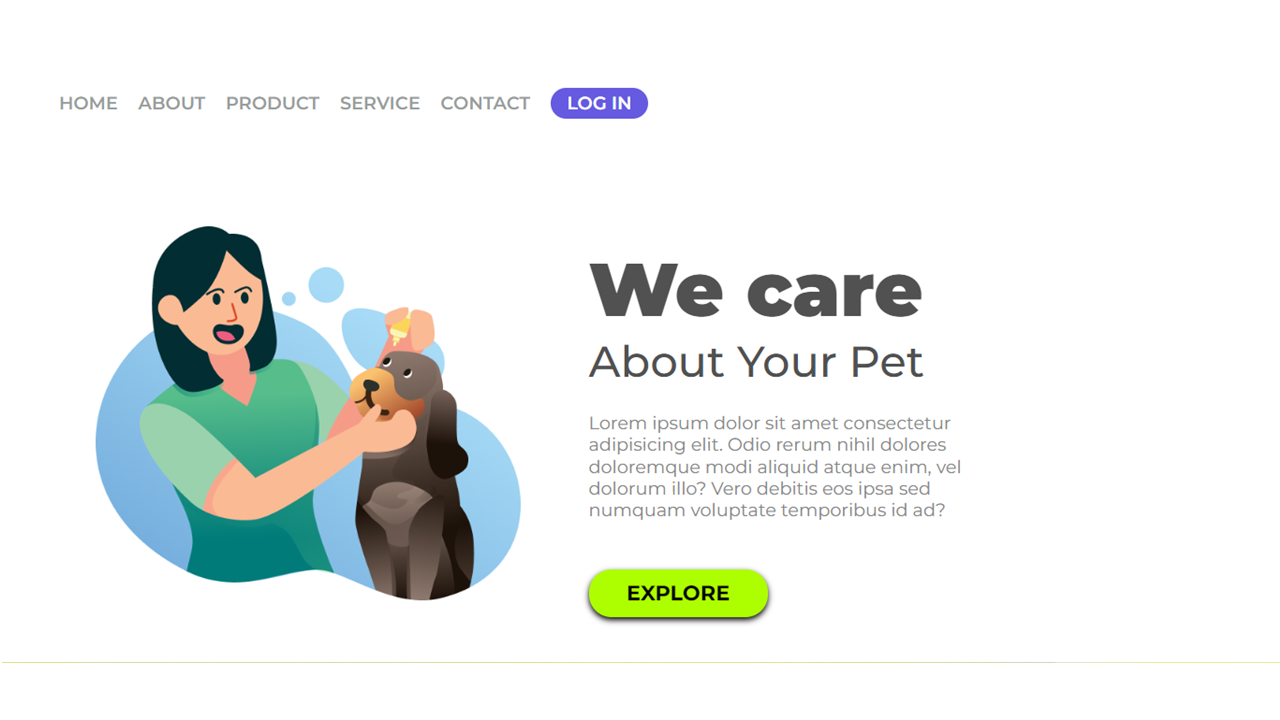 HOME ABOUT PRODUCT SERVICE CONTACT LOG IN
We care
About Your Pet
Lorem ipsum dolor sit amet consectetur
adipisicing elit. Odio rerum nihil dolores
doloremque modi aliquid atque enim, vel
dolorum illo? Vero debitis eos ipsa sed
numquam voluptate temporibus id ad?
EXPLORE